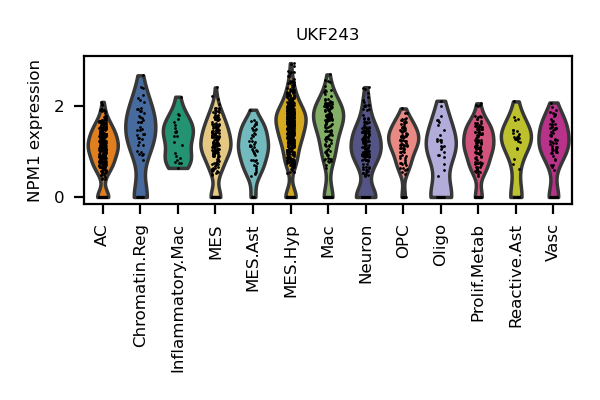 UKF243
NPM1 expression
2
0
AC
Chromatin.Reg
Inflammatory.Mac
MES
MES.Ast
MES.Hyp
Mac
Neuron
OPC
Oligo
Prolif.Metab
Reactive.Ast
Vasc